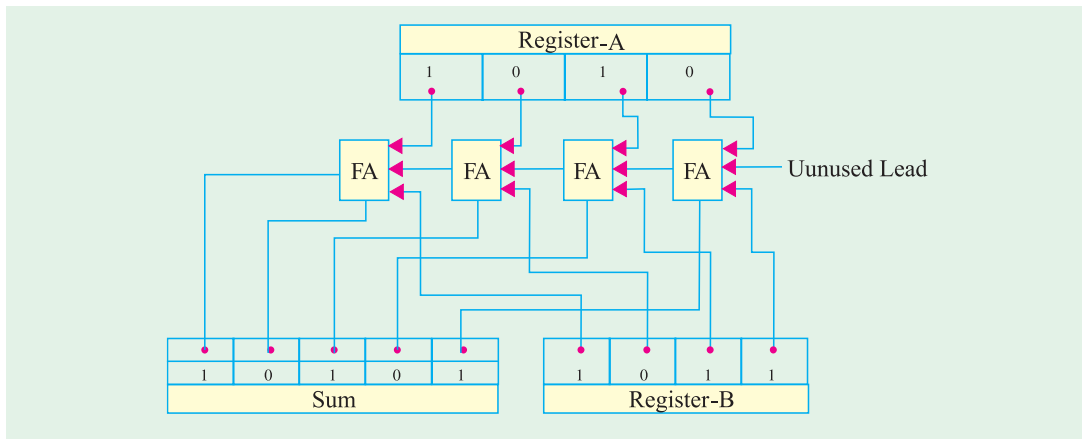 Register-A
1 0 1 0
FA FA FA FA
Uunused Lead
1 0 1 0 1
1 0 1 1
Sum
Register-B